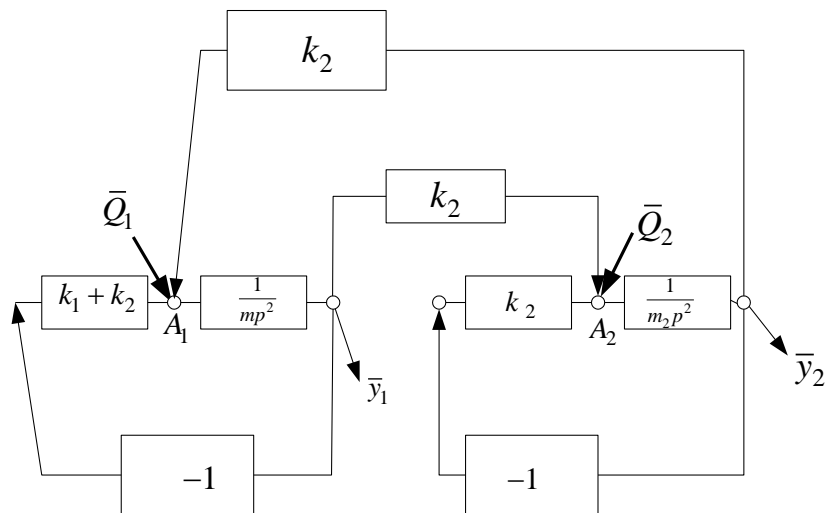 k₂
k₂
Q̄₁
Q̄₂
k₁ + k₂
A₁
1/mp²
k ₂
A₂
1/m₂p²
ȳ₁
ȳ₂
−1
−1